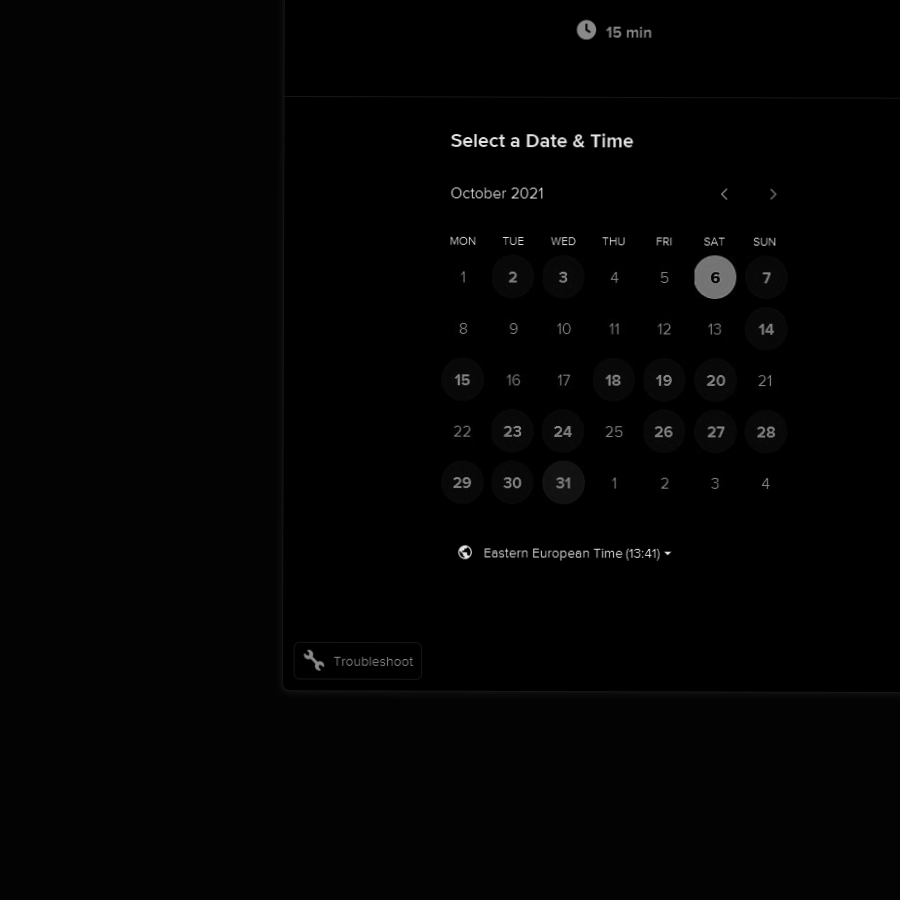 15 min
Select a Date & Time
October 2021
MON TUE WED THU FRI SAT SUN
1 2 3 4 5 6 7
8 9 10 11 12 13 14
15 16 17 18 19 20 21
22 23 24 25 26 27 28
29 30 31 1 2 3 4
Eastern European Time (13:41)
Troubleshoot